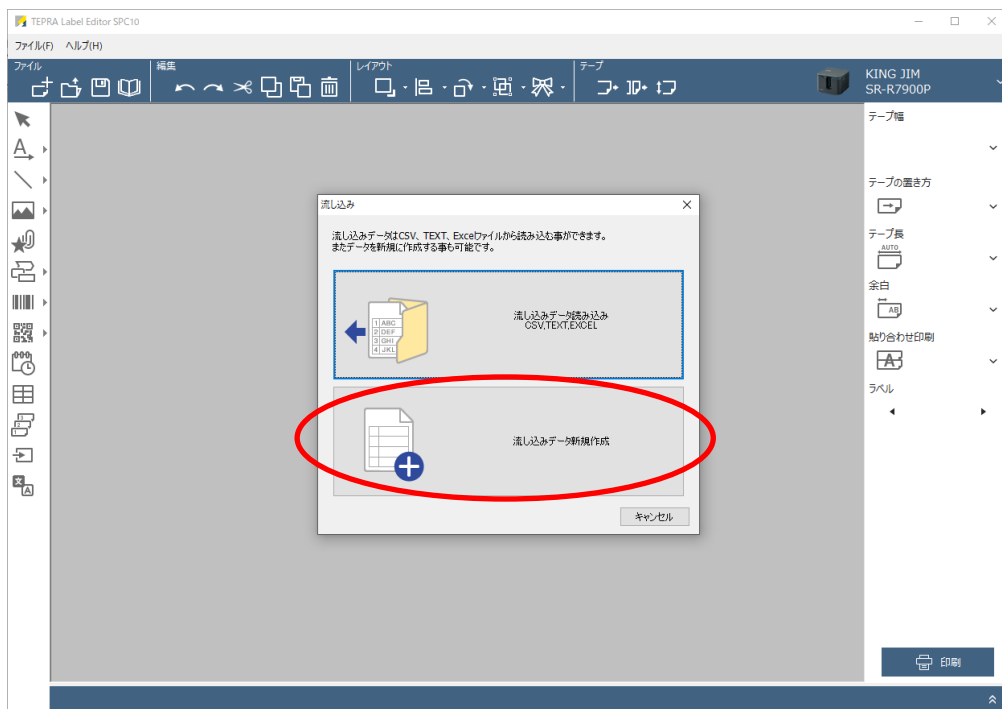 TEPRA Label Editor SPC10
ファイル(F) ヘルプ(H)
ファイル 編集 レイアウト テープ
KING JIM
SR-R7900P
テープ幅
テープの置き方
テープ長
AUTO
余白
AB
貼り合わせ印刷
A
ラベル
流し込み
流し込みデータはCSV、TEXT、Excelファイルから読み込む事ができます。
またデータを新規に作成する事も可能です。
1 ABC
2 DEF
3 GHI
4 JKL
流し込みデータ読み込み
CSV,TEXT,EXCEL
流し込みデータ新規作成
キャンセル
印刷